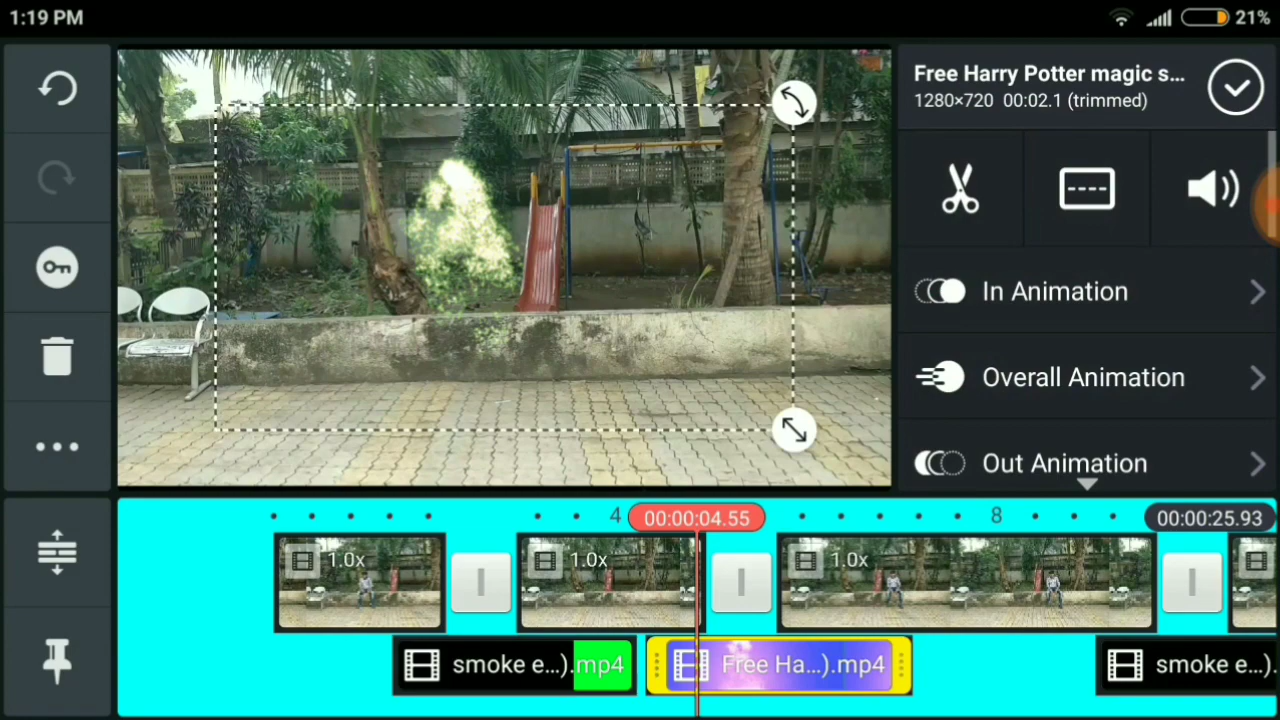 1:19 PM
21%
Free Harry Potter magic s...
1280×720 00:02.1 (trimmed)
In Animation
Overall Animation
Out Animation
4
00:00:04.55
8
00:00:25.93
1.0x
1.0x
1.0x
smoke e...).mp4
Free Ha...).mp4
smoke e...).